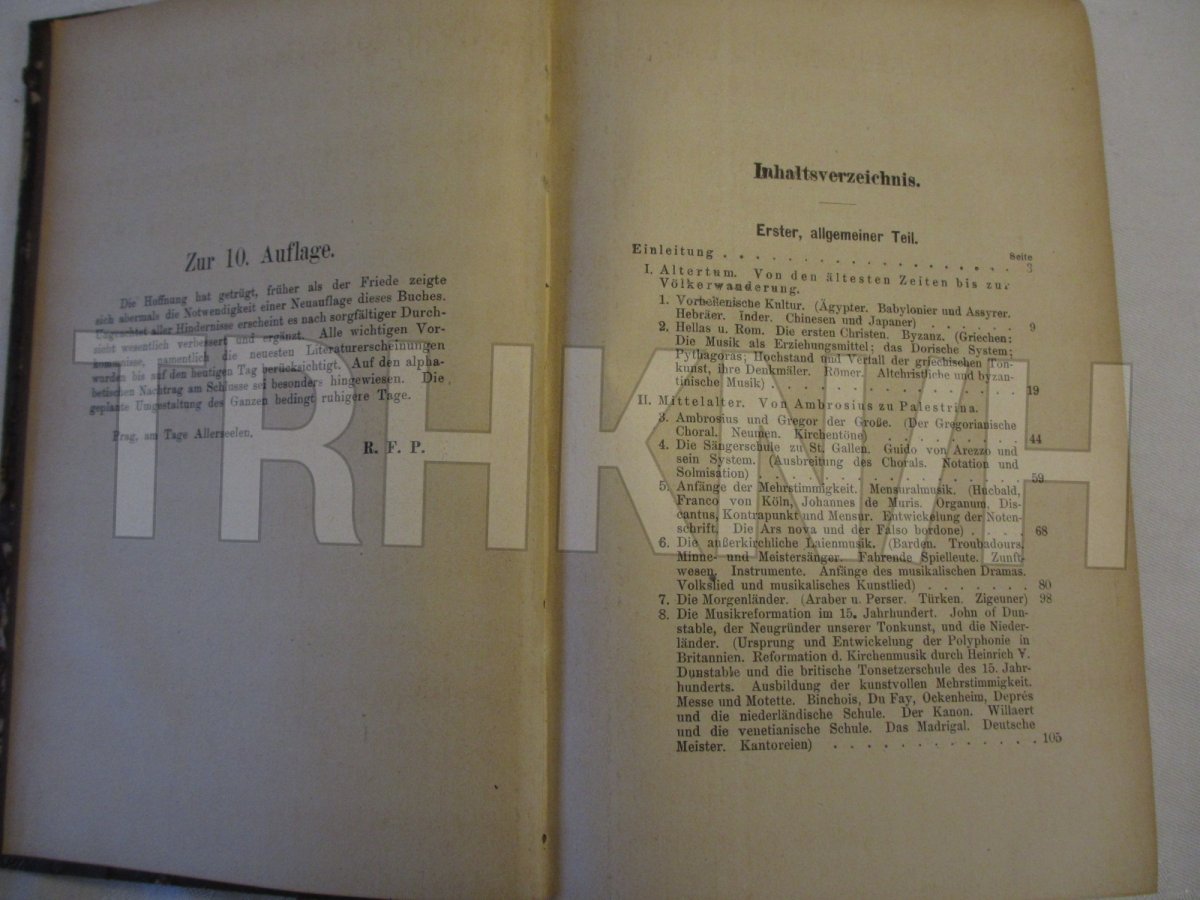 Zur 10. Auflage.
Die Hoffnung hat getrügt, früher als der Friede zeigte
sich abermals die Notwendigkeit einer Neuauflage dieses Buches.
Ungeachtet aller Hindernisse erscheint es nach sorgfältiger Durch-
sicht wesentlich verbessert und ergänzt. Alle wichtigen Vor-
kommnisse, namentlich die neuesten Literaturerscheinungen
wurden bis auf den heutigen Tag berücksichtigt. Auf den alpha-
betischen Nachtrag am Schlusse sei besonders hingewiesen. Die
geplante Umgestaltung des Ganzen bedingt ruhigere Tage.
Prag, am Tage Allerseelen.
R. F. P.
Inhaltsverzeichnis.
Erster, allgemeiner Teil.
Seite
Einleitung . . . . . . . . . . . . . . . . . . 3
I. Altertum. Von den ältesten Zeiten bis zur
Völkerwanderung.
1. Vorhellenische Kultur. (Ägypter. Babylonier und Assyrer.
Hebräer. Inder. Chinesen und Japaner) . . . . . . 9
2. Hellas u. Rom. Die ersten Christen. Byzanz. (Griechen:
Die Musik als Erziehungsmittel; das Dorische System;
Pythagoras; Hochstand und Verfall der griechischen Ton-
kunst, ihre Denkmäler. Römer. Altchristliche und byzan-
tinische Musik) . . . . . . . . . . . . . . . 19
II. Mittelalter. Von Ambrosius zu Palestrina.
3. Ambrosius und Gregor der Große. (Der Gregorianische
Choral. Neumen. Kirchentöne) . . . . . . . . . . 44
4. Die Sängerschule zu St. Gallen. Guido von Arezzo und
sein System. (Ausbreitung des Chorals. Notation und
Solmisation) . . . . . . . . . . . . . . . . 59
5. Anfänge der Mehrstimmigkeit. Mensuralmusik. (Hucbald,
Franco von Köln, Johannes de Muris. Organum, Dis-
cantus, Kontrapunkt und Mensur. Entwickelung der Noten-
schrift. Die Ars nova und der Falso bordone) . . . . 68
6. Die außerkirchliche Laienmusik. (Barden. Troubadours.
Minne- und Meistersänger. Fahrende Spielleute. Zunft-
wesen. Instrumente. Anfänge des musikalischen Dramas.
Volkslied und musikalisches Kunstlied) . . . . . . . 80
7. Die Morgenländer. (Araber u. Perser. Türken. Zigeuner) 98
8. Die Musikreformation im 15. Jahrhundert. John of Dun-
stable, der Neugründer unserer Tonkunst, und die Nieder-
länder. (Ursprung und Entwickelung der Polyphonie in
Britannien. Reformation d. Kirchenmusik durch Heinrich V.
Dunstable und die britische Tonsetzerschule des 15. Jahr-
hunderts. Ausbildung der kunstvollen Mehrstimmigkeit.
Messe und Motette. Binchois, Du Fay, Ockenheim, Deprés
und die niederländische Schule. Der Kanon. Willaert
und die venetianische Schule. Das Madrigal. Deutsche
Meister. Kantoreien) . . . . . . . . . . . . . 105
TRHKNVH